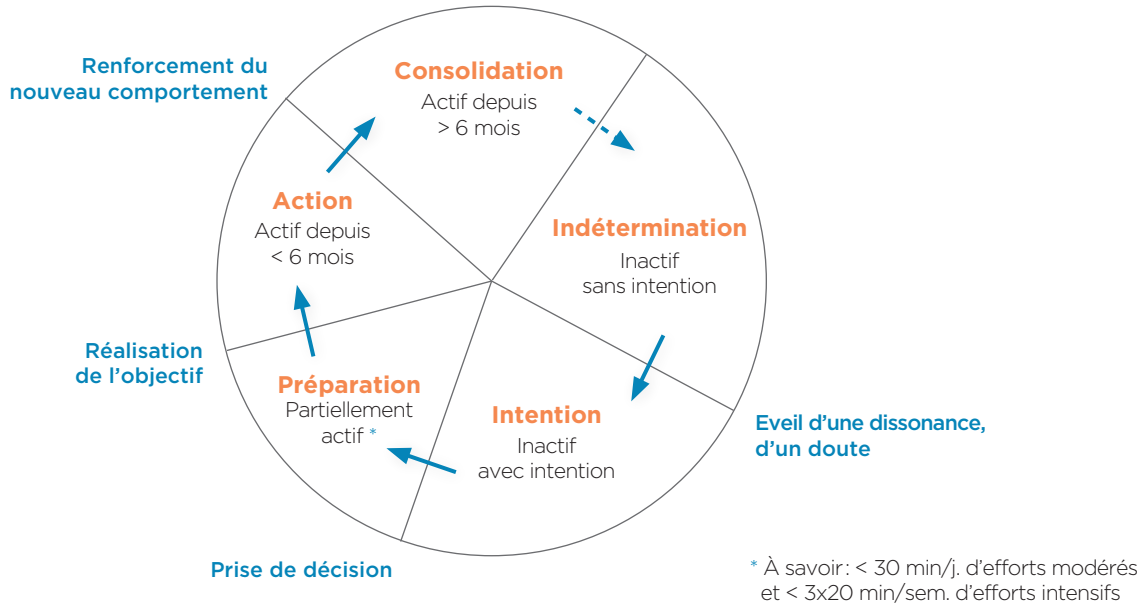 Renforcement du
nouveau comportement
Consolidation
Actif depuis
> 6 mois
Action
Actif depuis
< 6 mois
Indétermination
Inactif
sans intention
Réalisation
de l’objectif
Préparation
Partiellement
actif *
Intention
Inactif
avec intention
Eveil d’une dissonance,
d’un doute
Prise de décision
* À savoir : < 30 min/j. d’efforts modérés
et < 3x20 min/sem. d’efforts intensifs